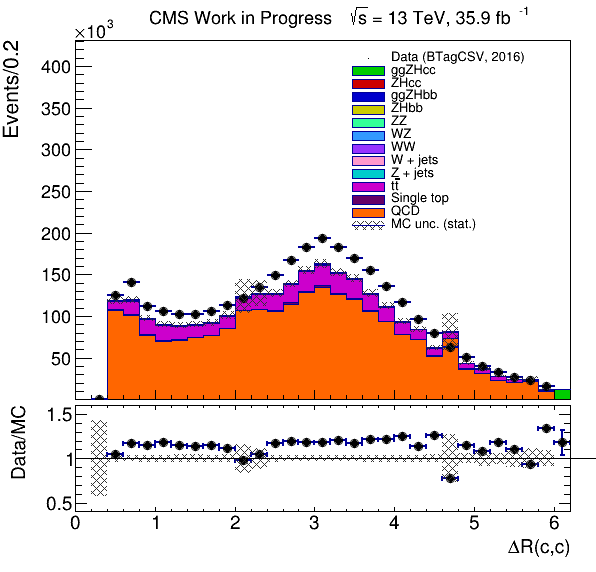 CMS Work in Progress √s = 13 TeV, 35.9 fb⁻¹
×10³
Events/0.2
400
350
300
250
200
150
100
50
Data (BTagCSV, 2016)
ggZHcc
ZHcc
ggZHbb
ZHbb
ZZ
WZ
WW
W + jets
Z + jets
tt̅
Single top
QCD
MC unc. (stat.)
Data/MC
1.5
1
0.5
0 1 2 3 4 5 6
ΔR(c,c)